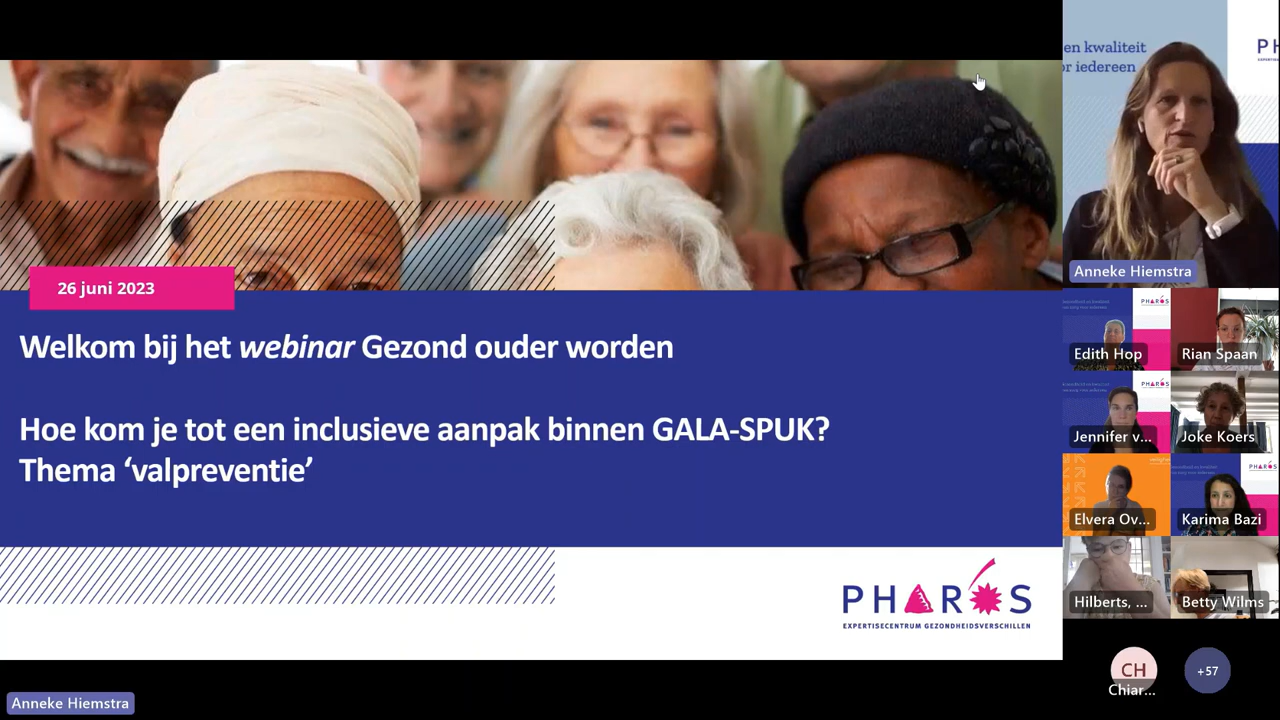 26 juni 2023
Welkom bij het webinar Gezond ouder worden
Hoe kom je tot een inclusieve aanpak binnen GALA-SPUK?
Thema ‘valpreventie’
PHAROS
EXPERTISECENTRUM GEZONDHEIDSVERSCHILLEN
Anneke Hiemstra
en kwaliteit
or iedereen
PH
Anneke Hiemstra
Edith Hop
Rian Spaan
Jennifer v...
Joke Koers
Elvera Ov...
Karima Bazi
Hilberts, ...
Betty Wilms
CH
Chiar...
+57